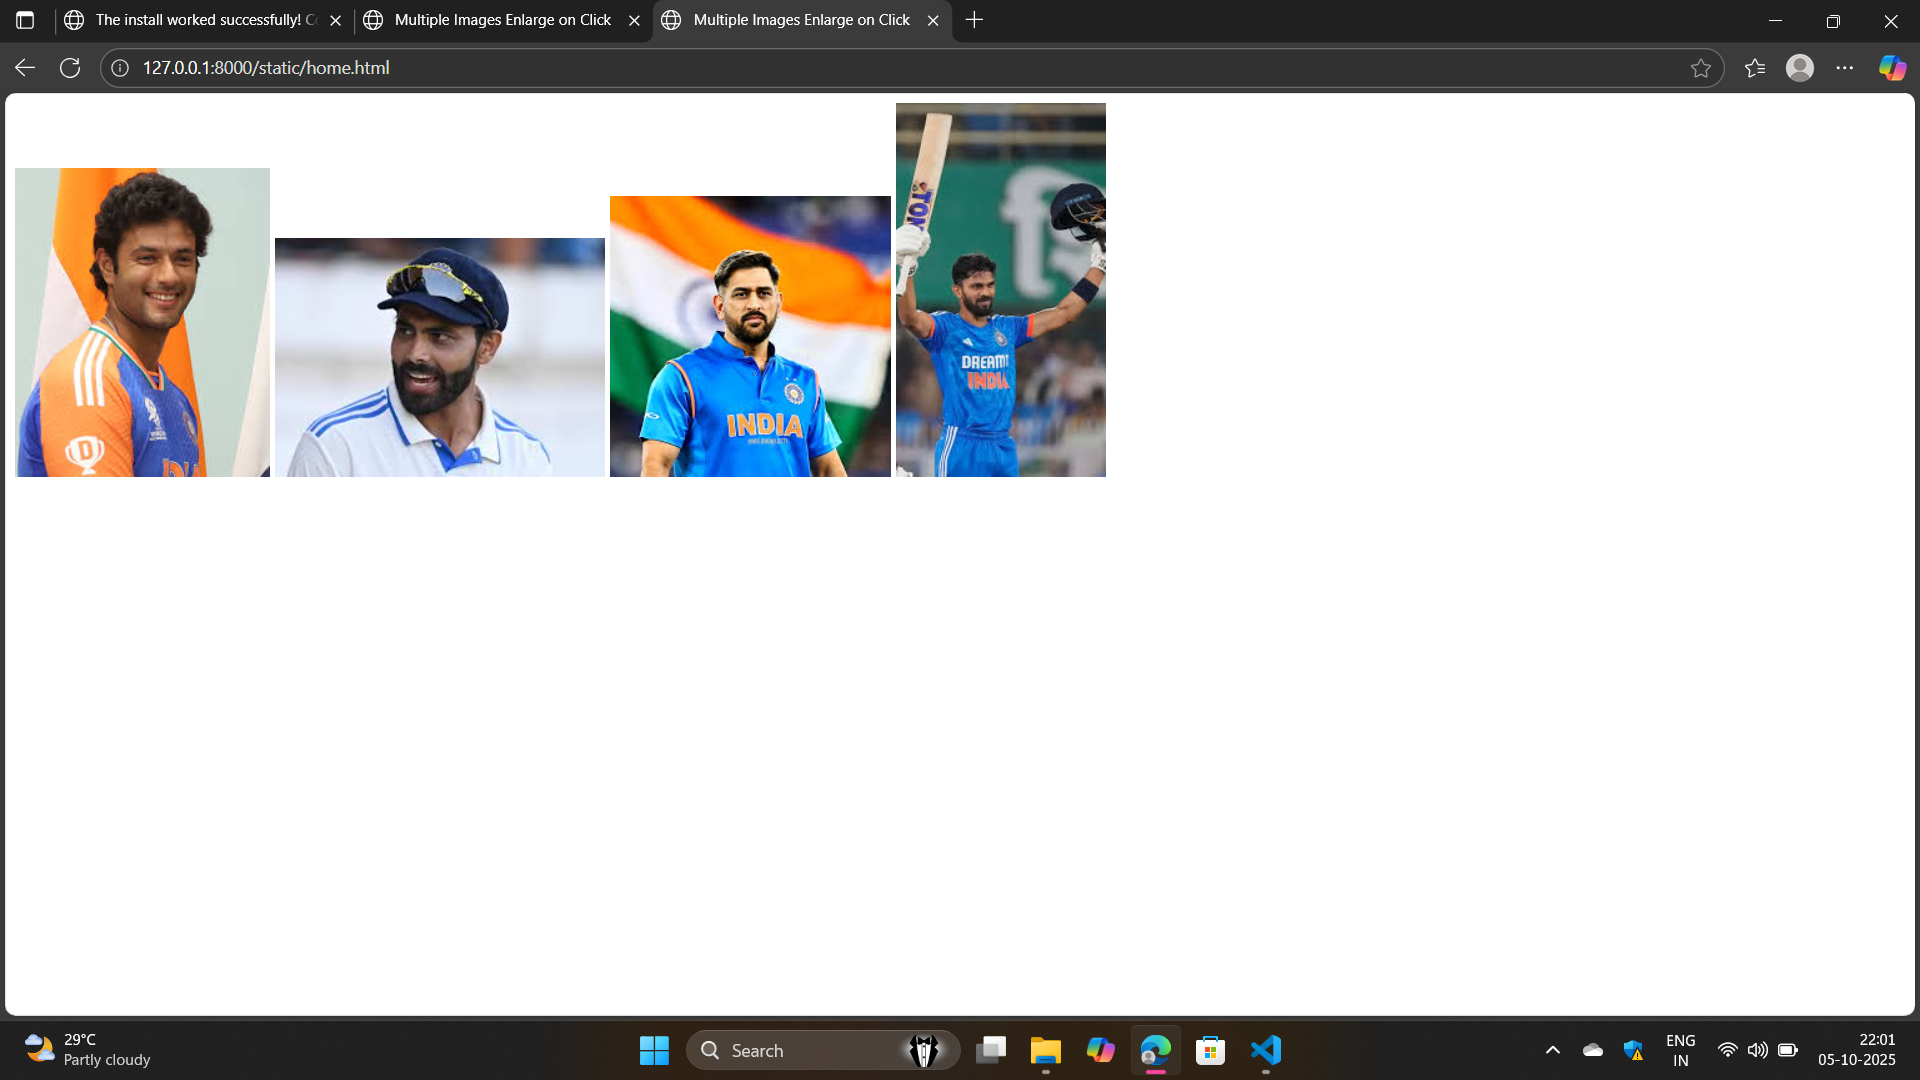 The install worked successfully! C
Multiple Images Enlarge on Click
Multiple Images Enlarge on Click
127.0.0.1:8000/static/home.html
TON
DREAM11
INDIA
INDIA
D
29°C
Partly cloudy
Search
ENG
IN
22:01
05-10-2025